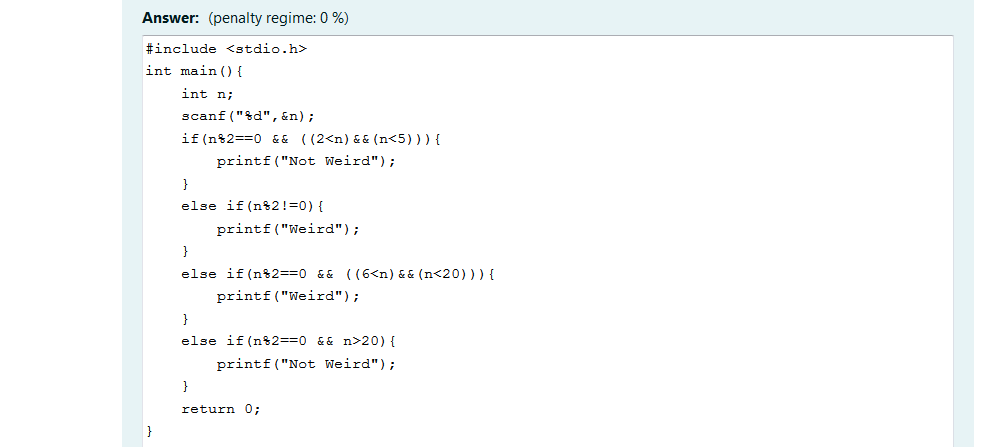 Answer: (penalty regime: 0 %)
#include <stdio.h>
int main(){
    int n;
    scanf("%d",&n);
    if(n%2==0 && ((2<n)&&(n<5))){
        printf("Not Weird");
    }
    else if(n%2!=0){
        printf("Weird");
    }
    else if(n%2==0 && ((6<n)&&(n<20))){
        printf("Weird");
    }
    else if(n%2==0 && n>20){
        printf("Not Weird");
    }
    return 0;
}